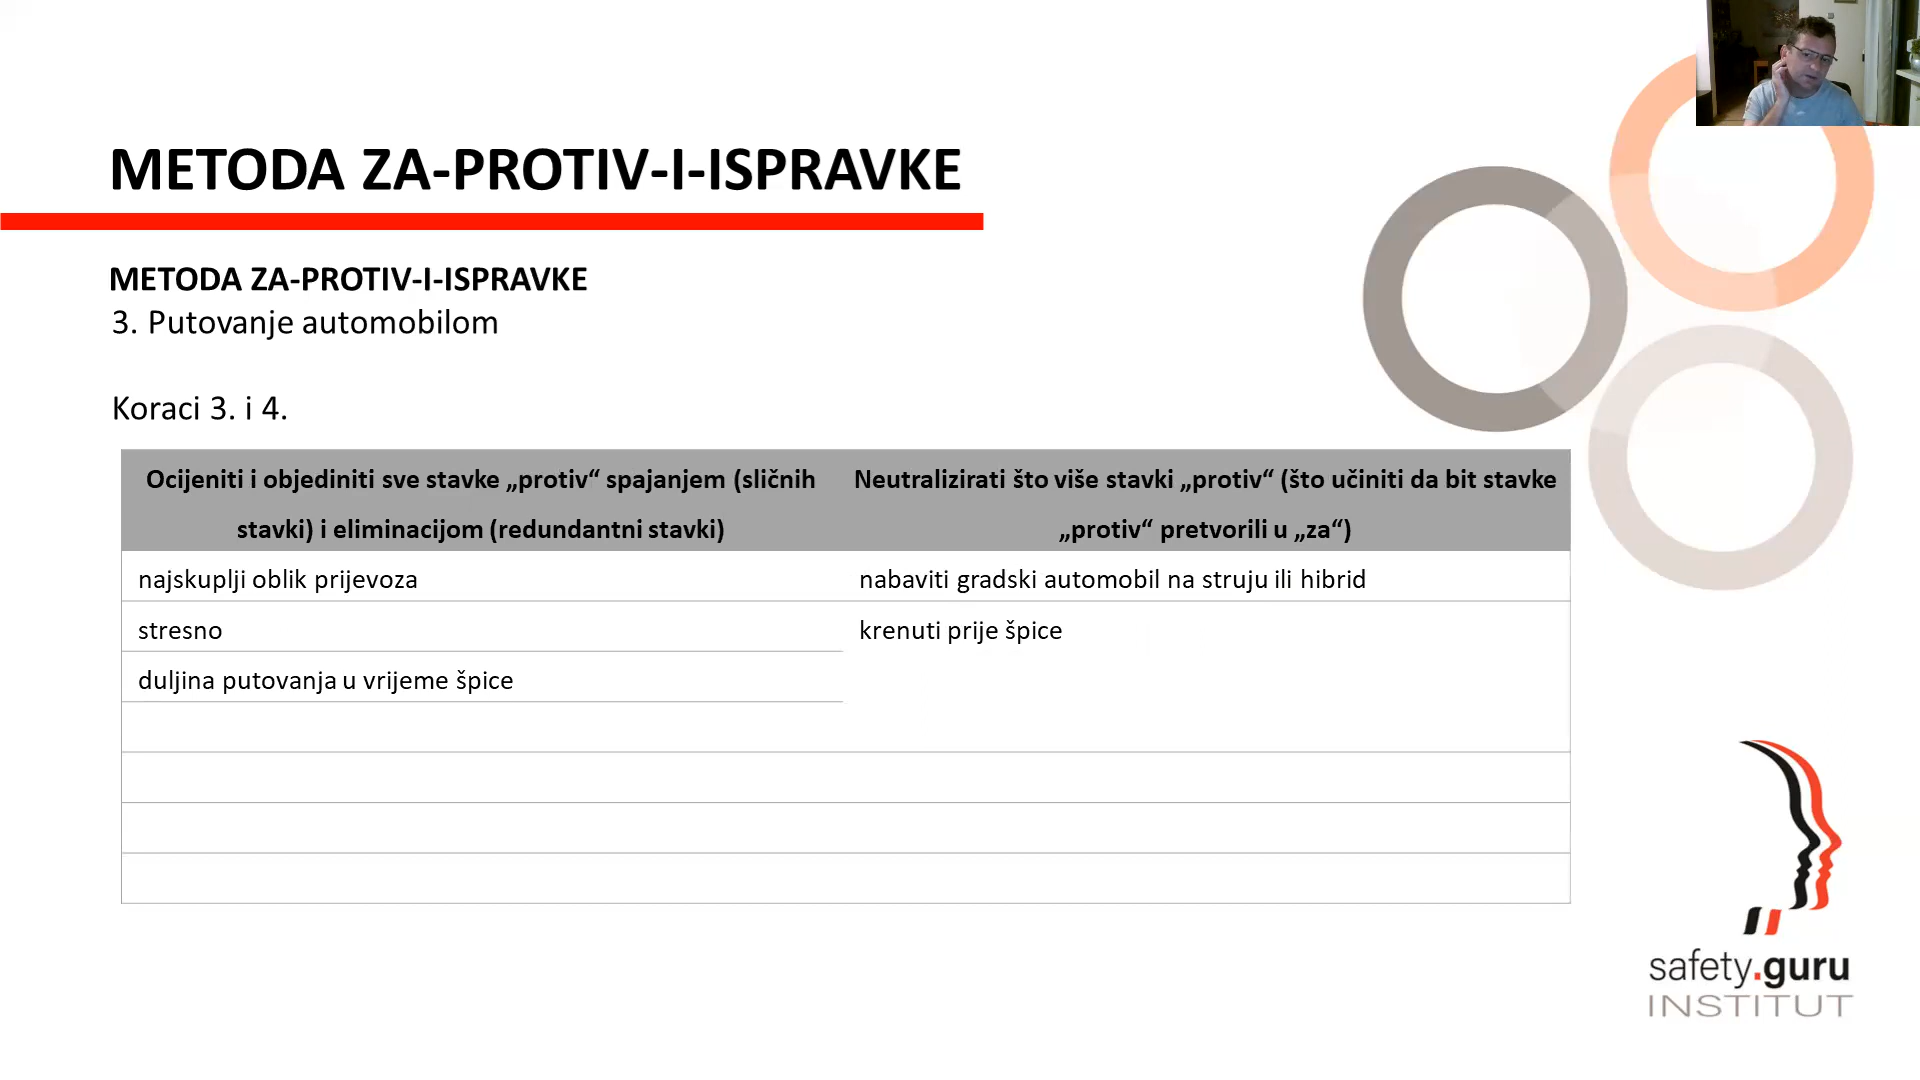 METODA ZA-PROTIV-I-ISPRAVKE
METODA ZA-PROTIV-I-ISPRAVKE
3. Putovanje automobilom
Koraci 3. i 4.
Ocijeniti i objediniti sve stavke „protiv“ spajanjem (sličnih
stavki) i eliminacijom (redundantni stavki)
Neutralizirati što više stavki „protiv“ (što učiniti da bit stavke
„protiv“ pretvorili u „za“)
najskuplji oblik prijevoza
nabaviti gradski automobil na struju ili hibrid
stresno
krenuti prije špice
duljina putovanja u vrijeme špice
safety.guru
INSTITUT